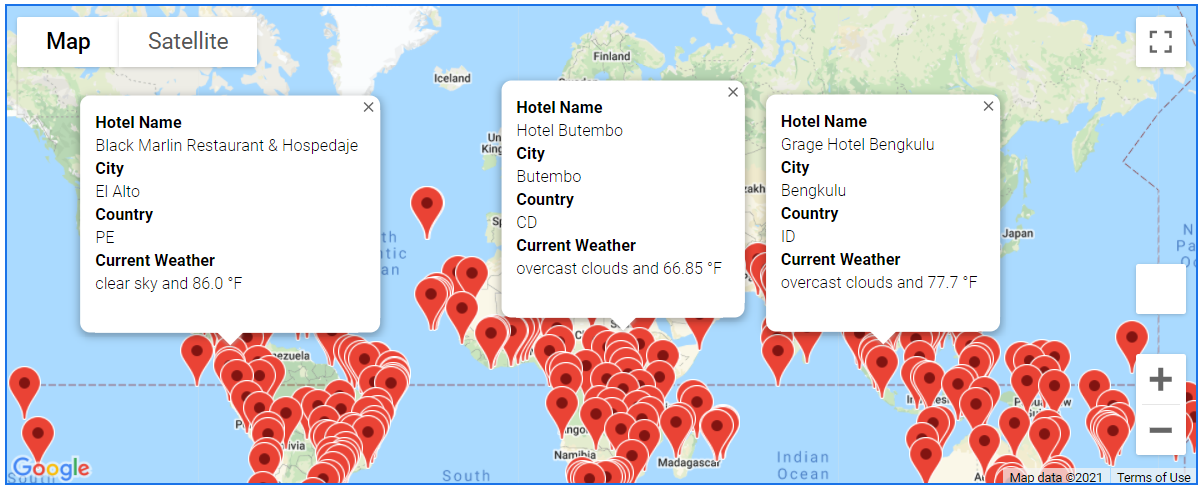 Map
Satellite
Finland
Iceland
Hotel Name
Black Marlin Restaurant & Hospedaje
City
El Alto
Country
PE
Current Weather
clear sky and 86.0 °F
Hotel Name
Hotel Butembo
City
Butembo
Country
CD
Current Weather
overcast clouds and 66.85 °F
Hotel Name
Grage Hotel Bengkulu
City
Bengkulu
Country
ID
Current Weather
overcast clouds and 77.7 °F
Japan
Namibia
Madagascar
Indian
Ocean
South
Google
Map data ©2021
Terms of Use